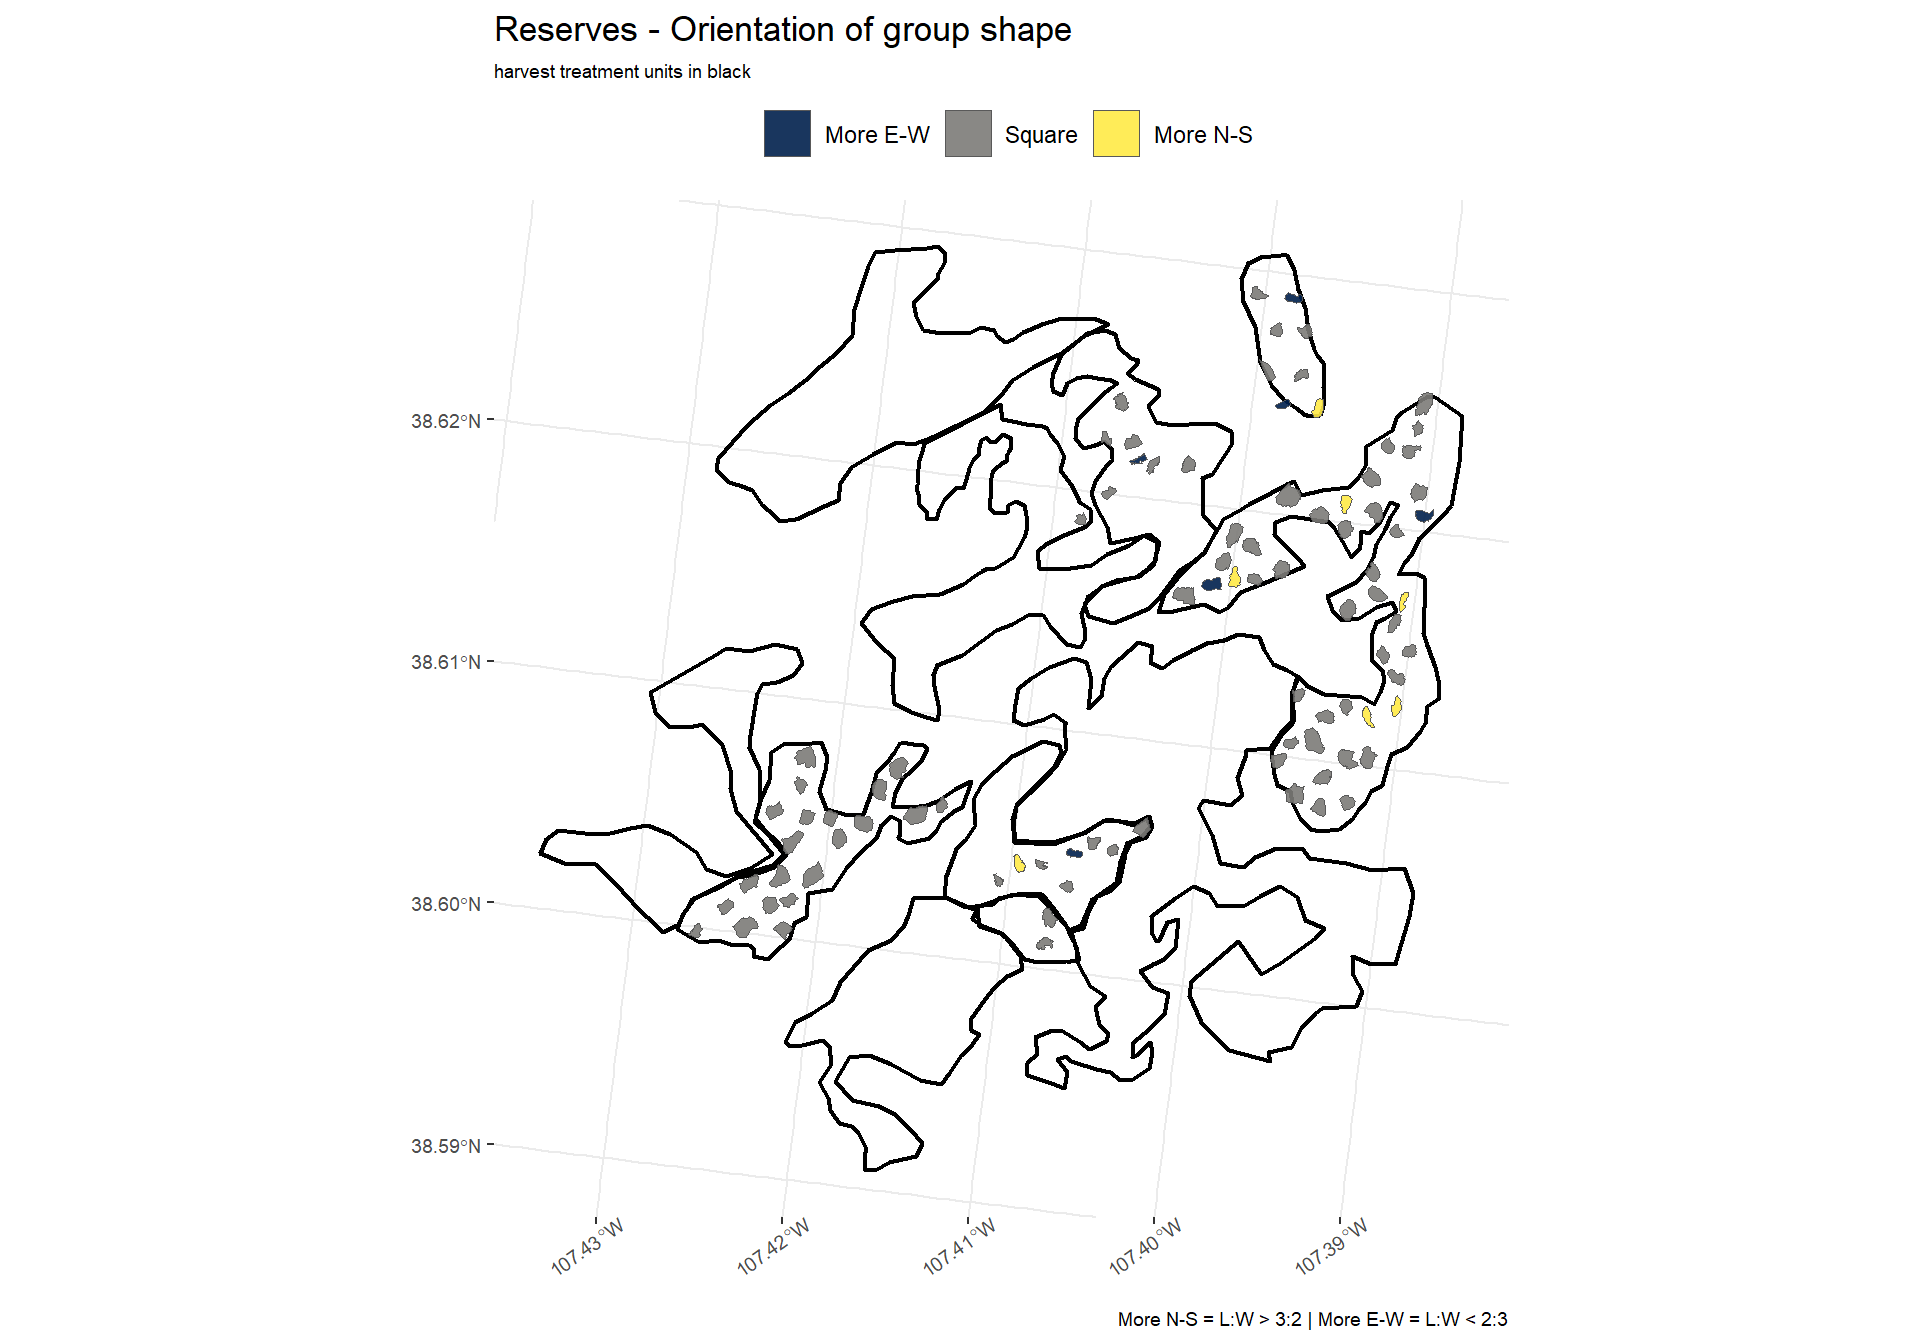 Reserves - Orientation of group shape
harvest treatment units in black
More E-W Square More N-S
38.62°N
38.61°N
38.60°N
38.59°N
107.43°W 107.42°W 107.41°W 107.40°W 107.39°W
More N-S = L:W > 3:2 | More E-W = L:W < 2:3